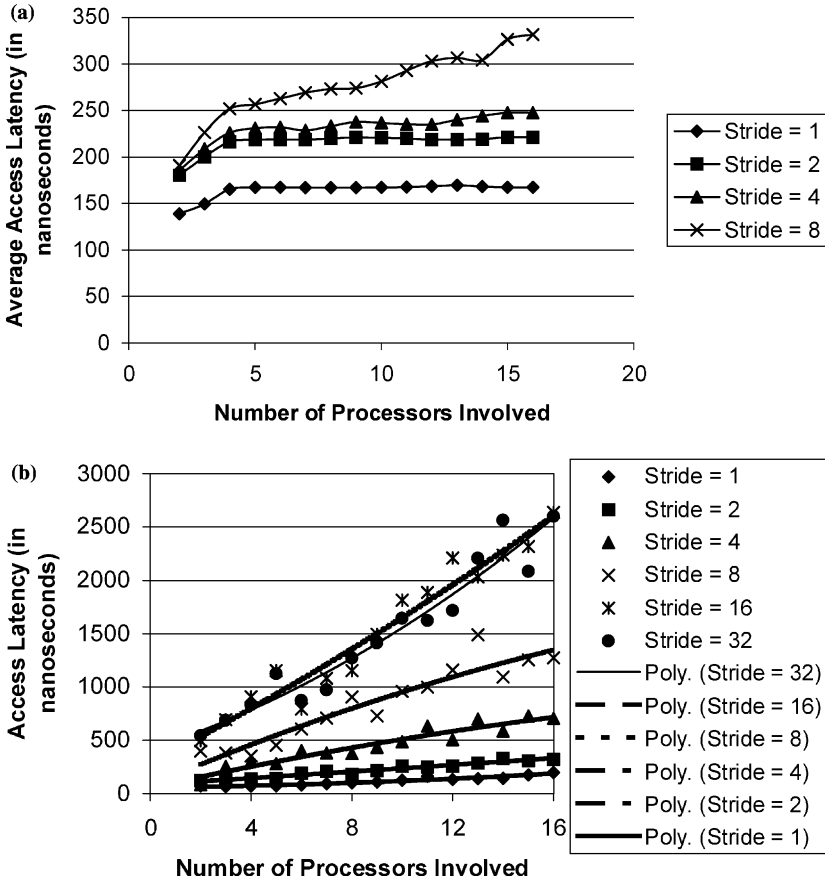 (a)
Average Access Latency (in
nanoseconds)
350
300
250
200
150
100
50
0
0 5 10 15 20
Number of Processors Involved
Stride = 1
Stride = 2
Stride = 4
Stride = 8
(b)
Access Latency (in
nanoseconds)
3000
2500
2000
1500
1000
500
0
0 4 8 12 16
Number of Processors Involved
Stride = 1
Stride = 2
Stride = 4
Stride = 8
Stride = 16
Stride = 32
Poly. (Stride = 32)
Poly. (Stride = 16)
Poly. (Stride = 8)
Poly. (Stride = 4)
Poly. (Stride = 2)
Poly. (Stride = 1)